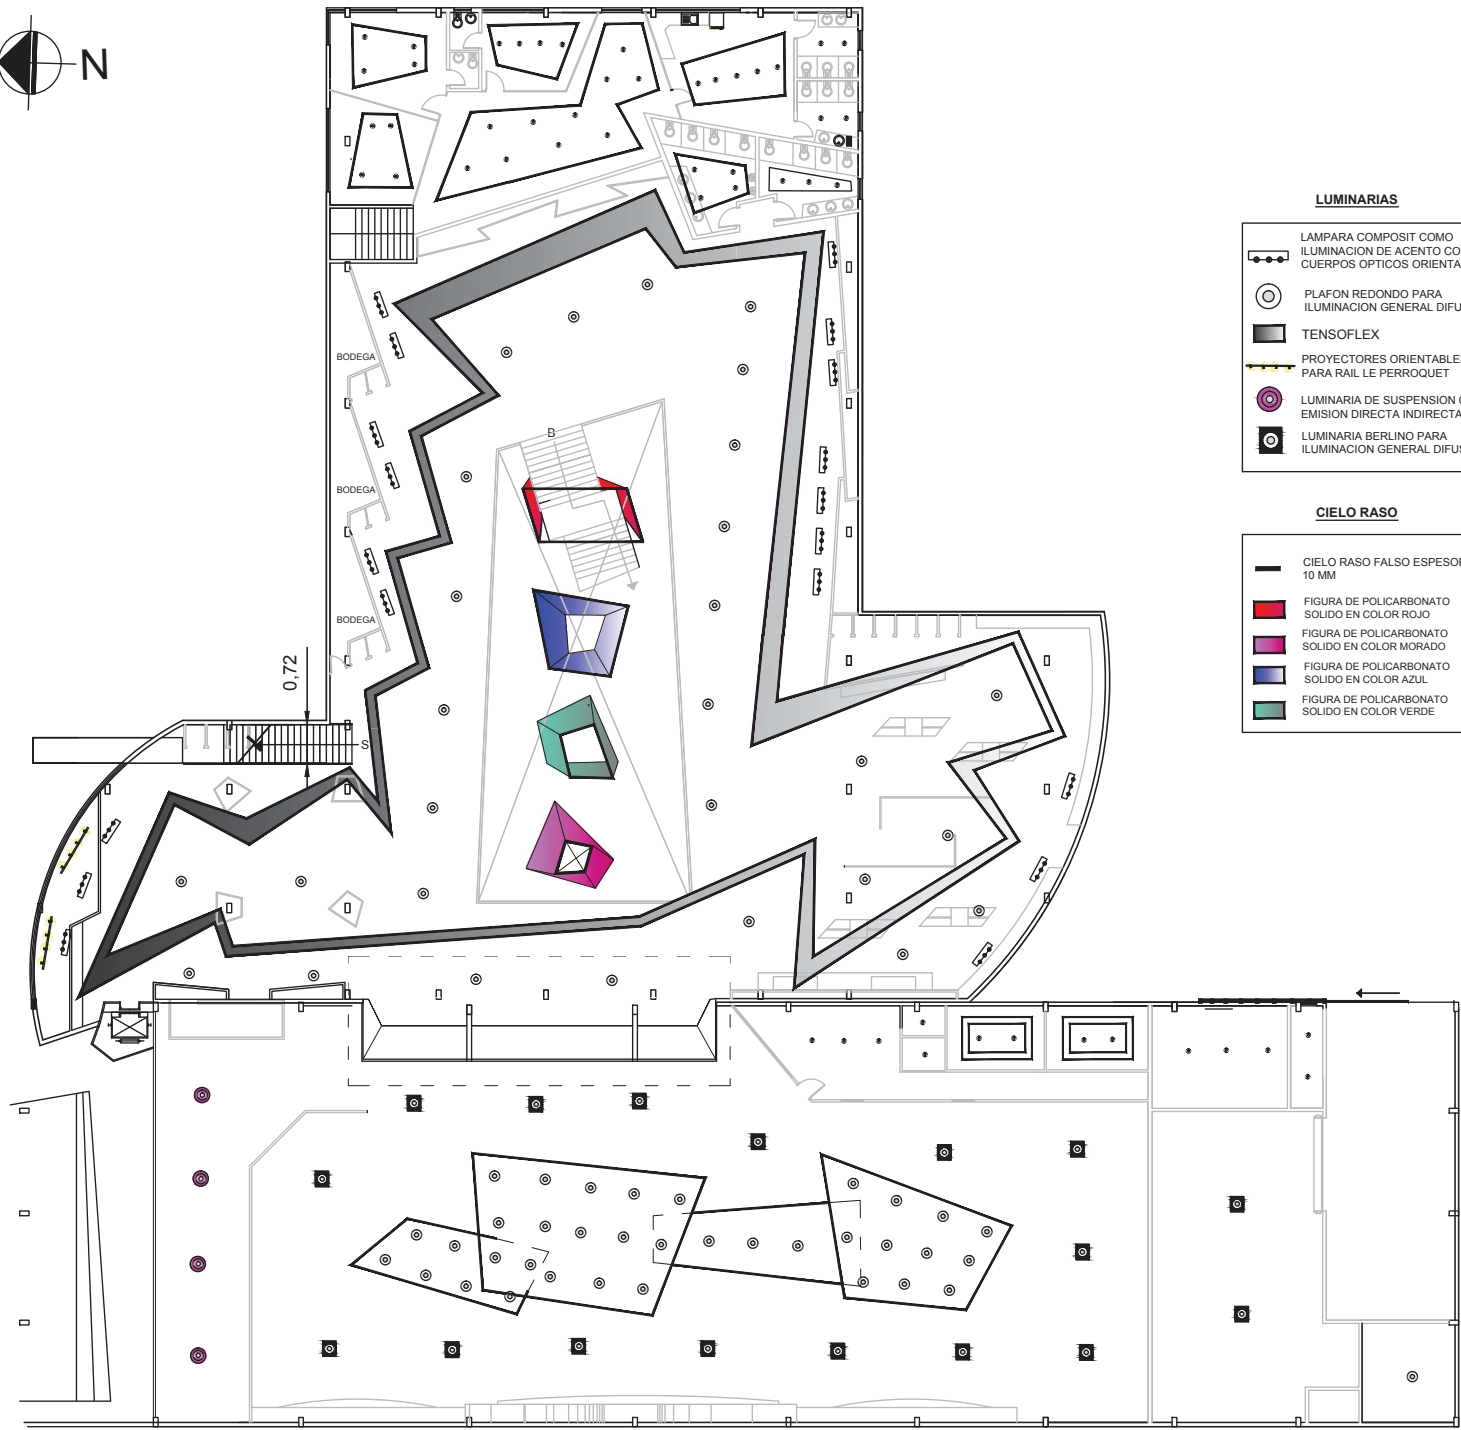 N
LUMINARIAS
LAMPARA COMPOSIT COMO
ILUMINACION DE ACENTO CO
CUERPOS OPTICOS ORIENTA
PLAFON REDONDO PARA
ILUMINACION GENERAL DIFU
TENSOFLEX
PROYECTORES ORIENTABLES
PARA RAIL LE PERROQUET
LUMINARIA DE SUSPENSION
EMISION DIRECTA INDIRECTA
LUMINARIA BERLINO PARA
ILUMINACION GENERAL DIFUS
CIELO RASO
CIELO RASO FALSO ESPESOR
10 MM
FIGURA DE POLICARBONATO
SOLIDO EN COLOR ROJO
FIGURA DE POLICARBONATO
SOLIDO EN COLOR MORADO
FIGURA DE POLICARBONATO
SOLIDO EN COLOR AZUL
FIGURA DE POLICARBONATO
SOLIDO EN COLOR VERDE
BODEGA
B
BODEGA
BODEGA
0,72
S